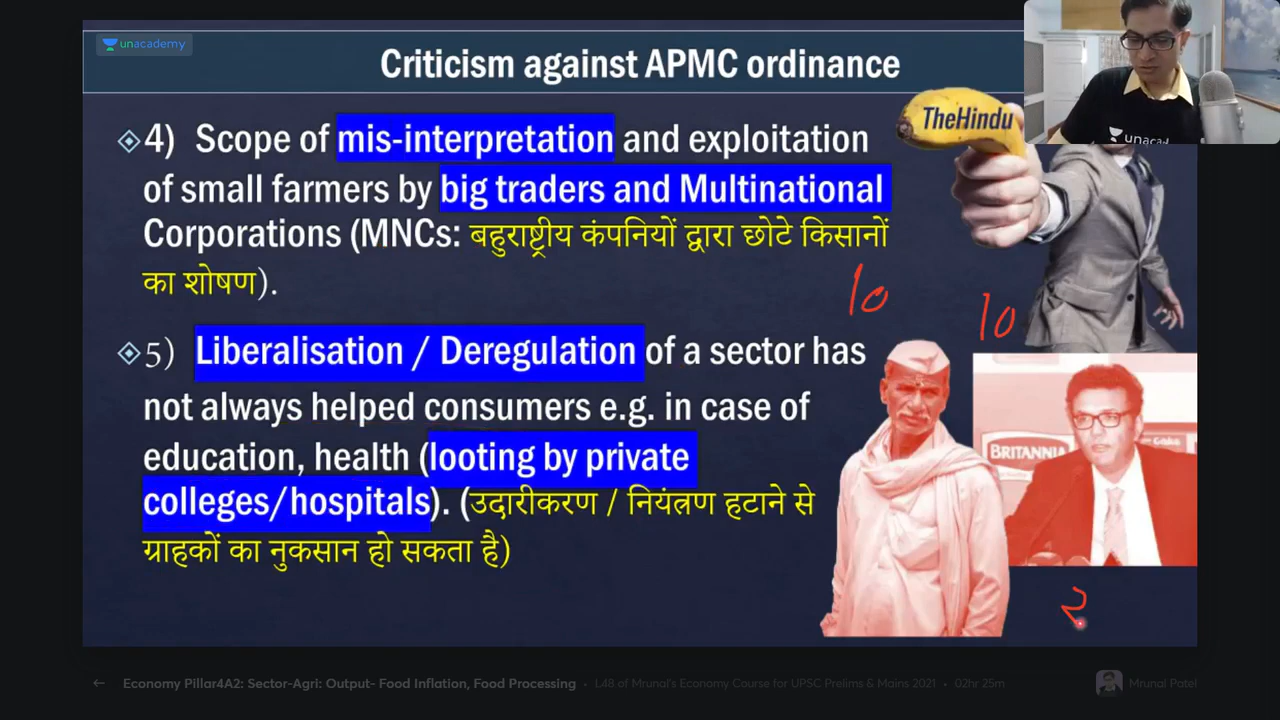 unacademy
Criticism against APMC ordinance
4) Scope of mis-interpretation and exploitation
of small farmers by big traders and Multinational
Corporations (MNCs: बहुराष्ट्रीय कंपनियों द्वारा छोटे किसानों
का शोषण).
5) Liberalisation / Deregulation of a sector has
not always helped consumers e.g. in case of
education, health (looting by private
colleges/hospitals). (उदारीकरण / नियंत्रण हटाने से
ग्राहकों का नुकसान हो सकता है)
TheHindu
unacad
10
10
BRITANNIA
2
← Economy Pillar4A2: Sector-Agri: Output- Food Inflation, Food Processing • L48 of Mrunal's Economy Course for UPSC Prelims & Mains 2021 • 02hr 25m
Mrunal Patel